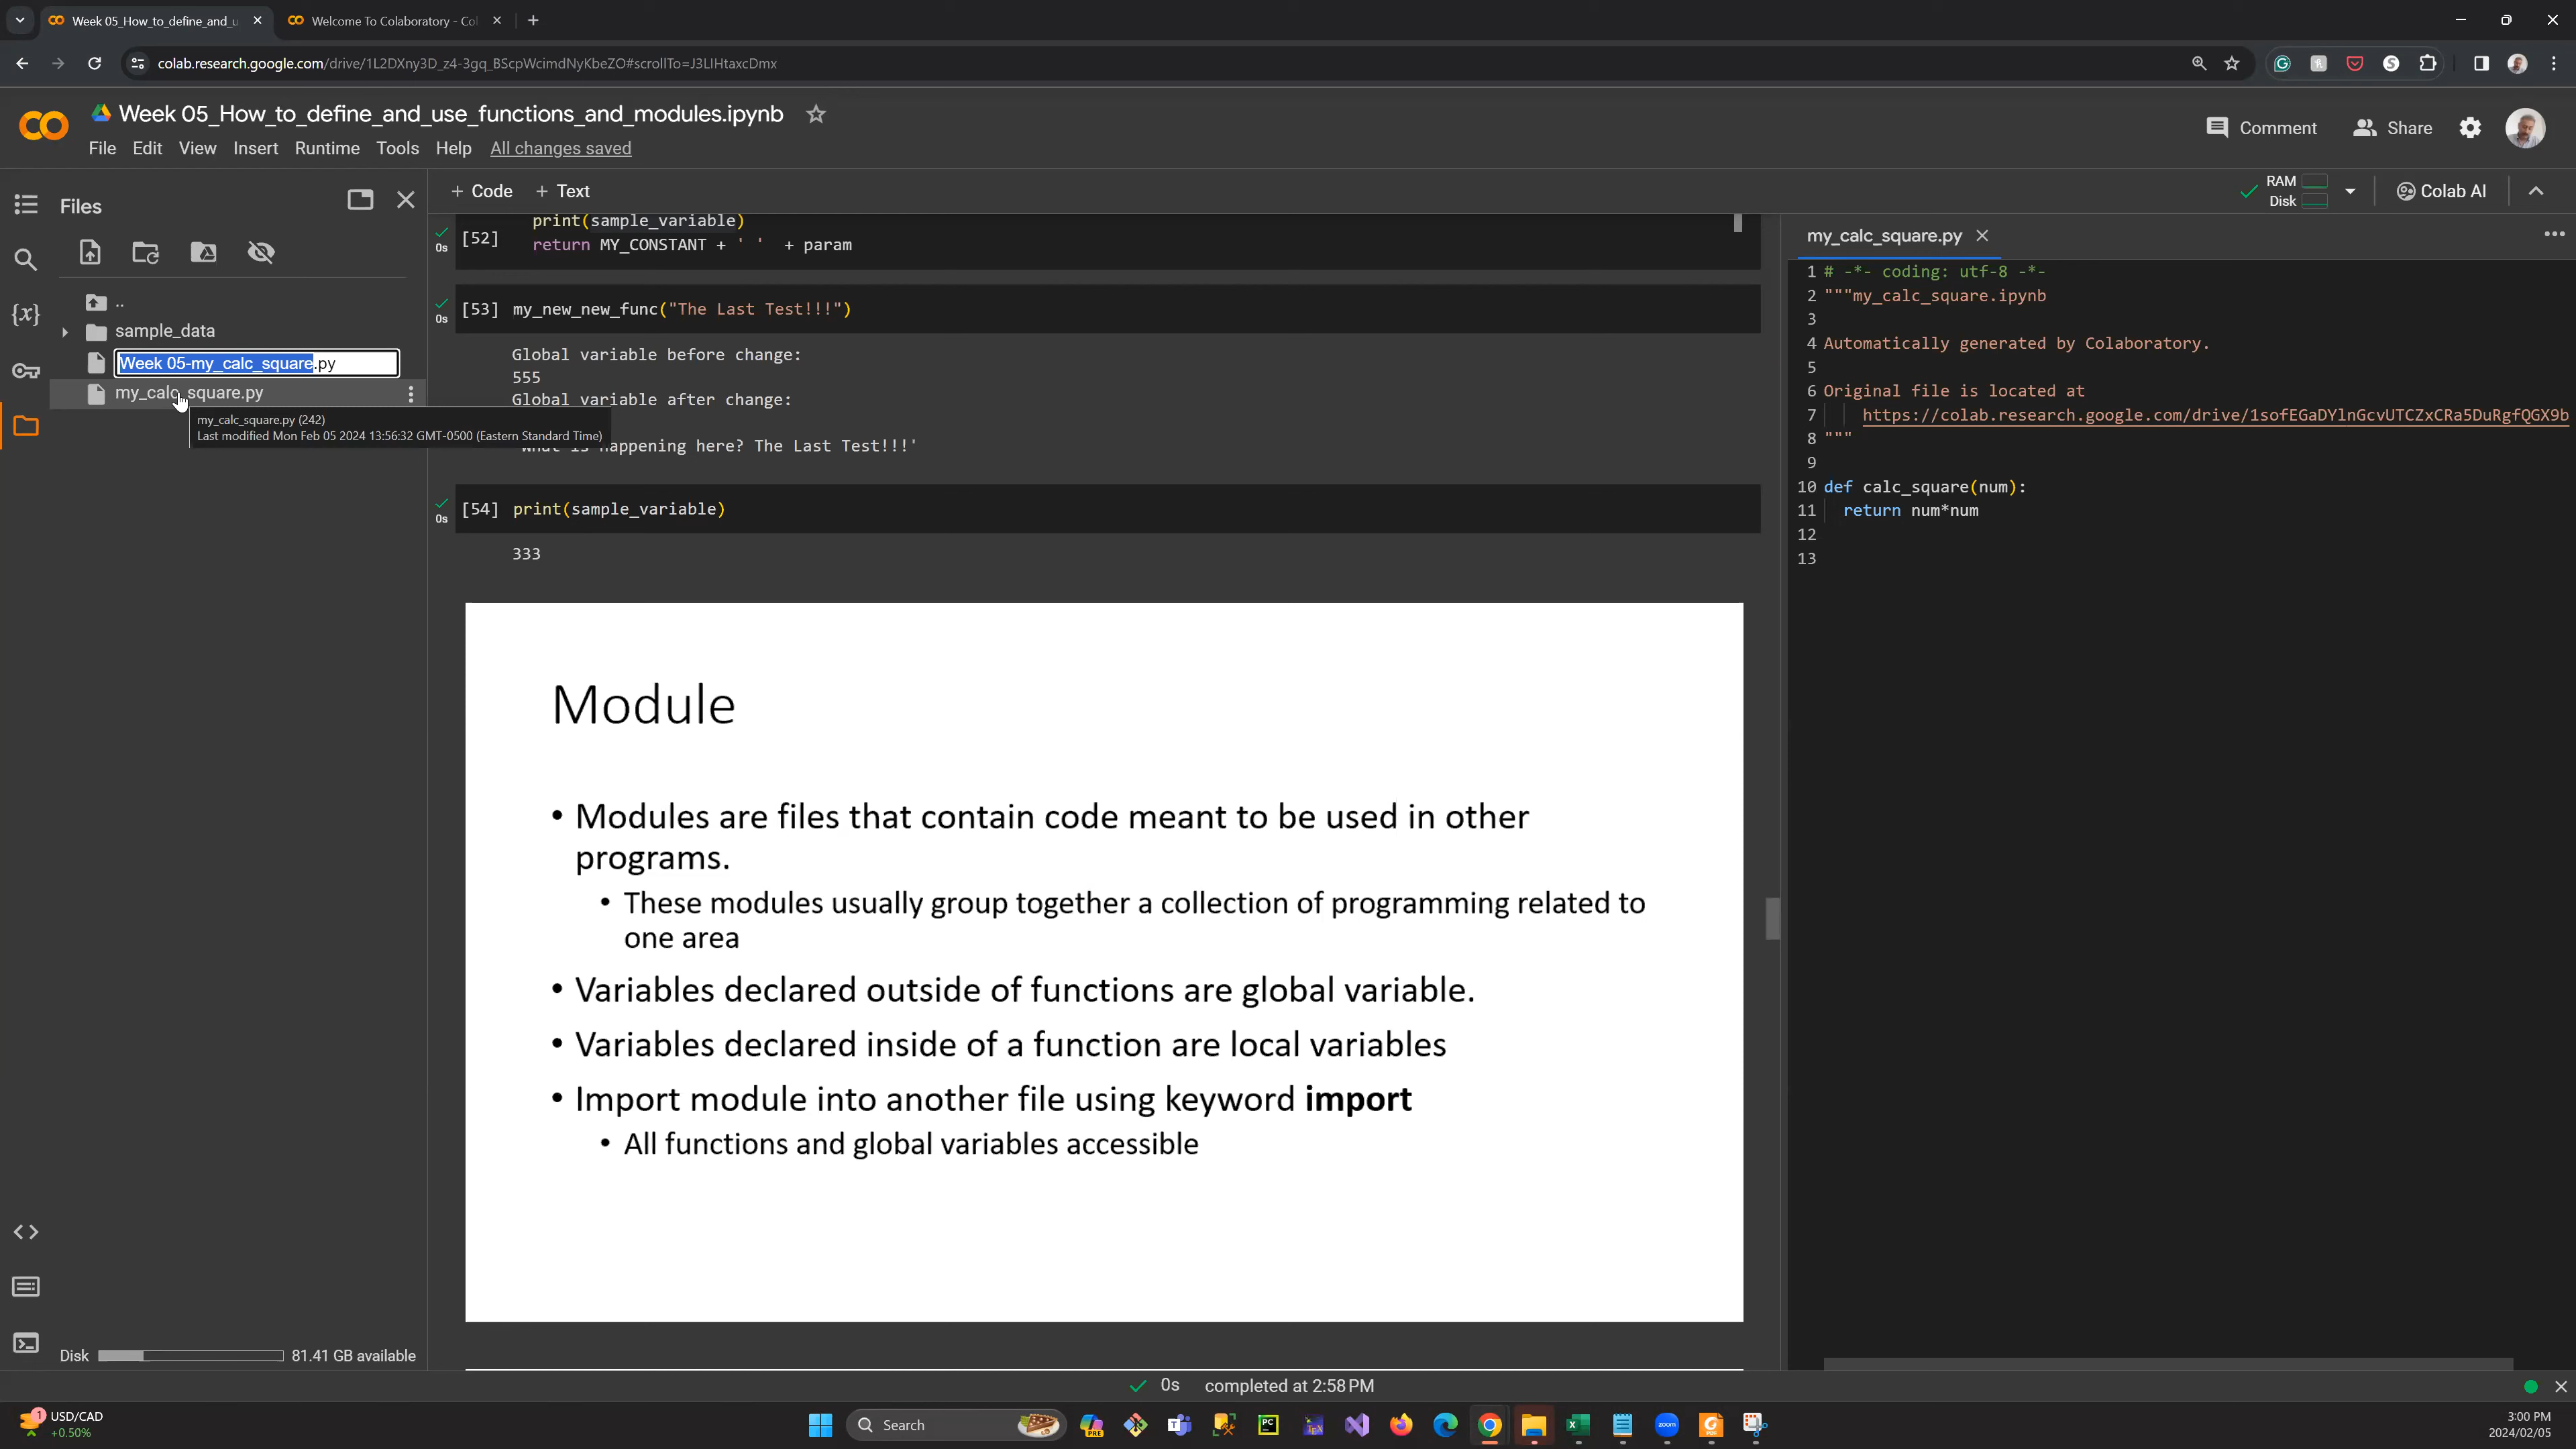 Week 05_How_to_define_and_u
Welcome To Colaboratory - Co
colab.research.google.com/drive/1L2DXny3D_z4-3gq_BScpWcimdNyKbeZO#scrollTo=J3LIHtaxcDmx
Week 05_How_to_define_and_use_functions_and_modules.ipynb
File Edit View Insert Runtime Tools Help All changes saved
Comment Share
Files
+ Code + Text
RAM
Disk
Colab AI
..
sample_data
Week 05-my_calc_square.py
my_calc_square.py
my_calc_square.py (242)
Last modified Mon Feb 05 2024 13:56:32 GMT-0500 (Eastern Standard Time)
Disk 81.41 GB available
print(sample_variable)
0s [52] return MY_CONSTANT + ' ' + param
[53] my_new_new_func("The Last Test!!!")
0s
Global variable before change:
555
Global variable after change:
happening here? The Last Test!!!'
[54] print(sample_variable)
0s
333
Module
• Modules are files that contain code meant to be used in other
programs.
• These modules usually group together a collection of programming related to
one area
• Variables declared outside of functions are global variable.
• Variables declared inside of a function are local variables
• Import module into another file using keyword import
• All functions and global variables accessible
my_calc_square.py
1 # -*- coding: utf-8 -*-
2 """my_calc_square.ipynb
3
4 Automatically generated by Colaboratory.
5
6 Original file is located at
7 https://colab.research.google.com/drive/1sofEGaDYlnGcvUTCZxCRa5DuRgfQGX9b
8 """
9
10 def calc_square(num):
11 return num*num
12
13
0s completed at 2:58 PM
1
USD/CAD
+0.50%
Search
PRE
PC
zoom
3:00 PM
2024/02/05